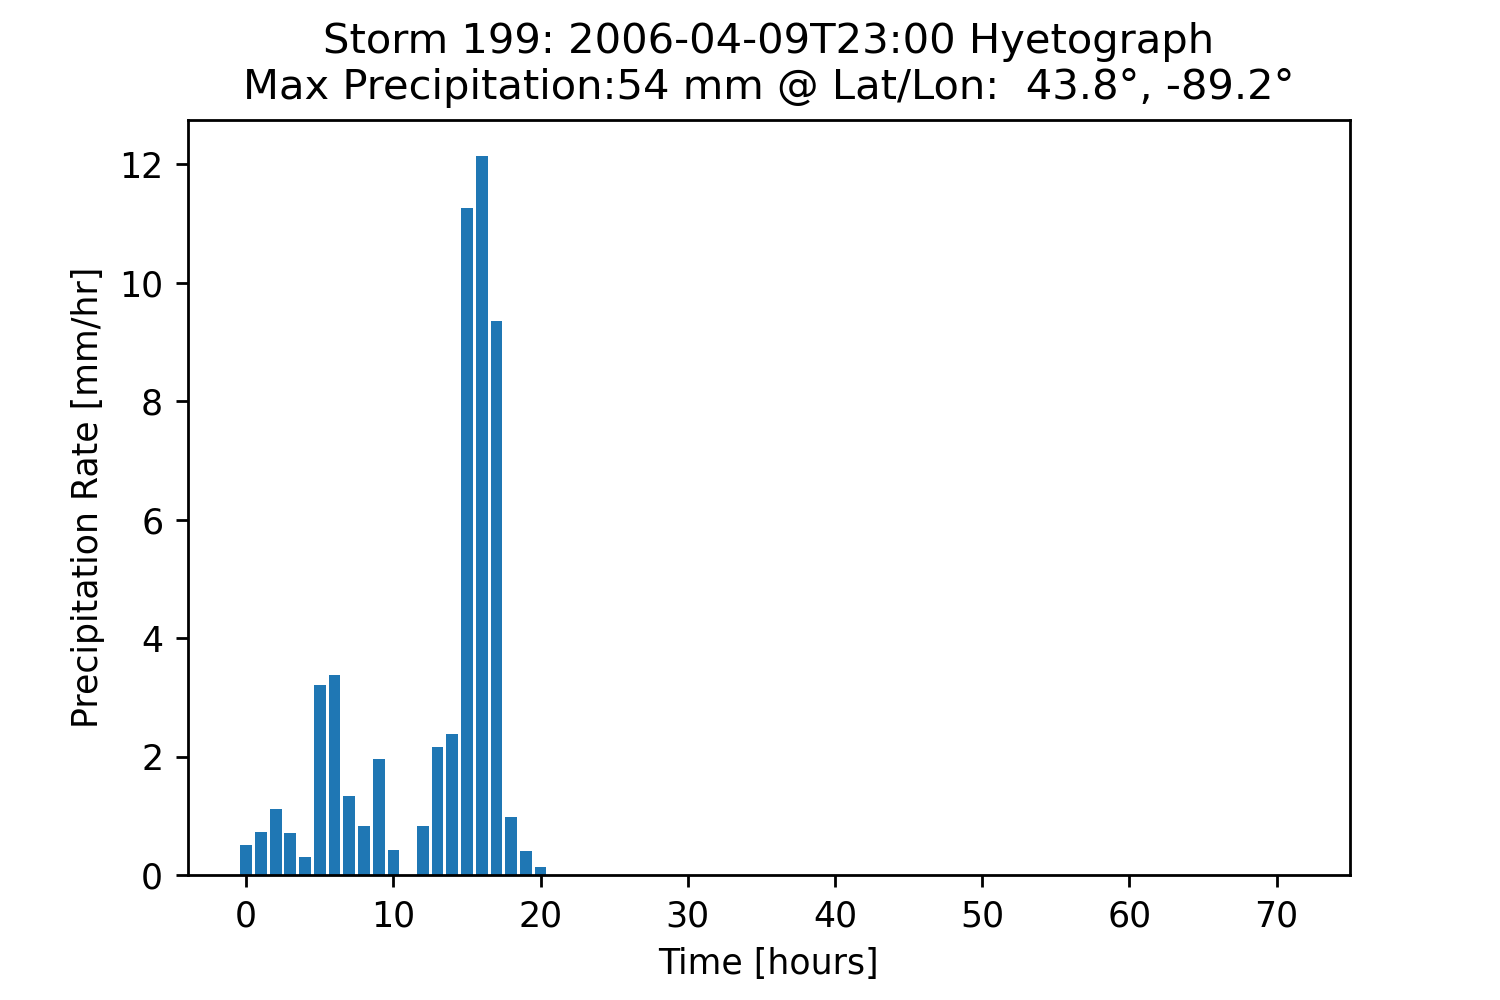 Storm 199: 2006-04-09T23:00 Hyetograph
Max Precipitation:54 mm @ Lat/Lon:  43.8°, -89.2°
Precipitation Rate [mm/hr]
12
10
8
6
4
2
0
0 10 20 30 40 50 60 70
Time [hours]